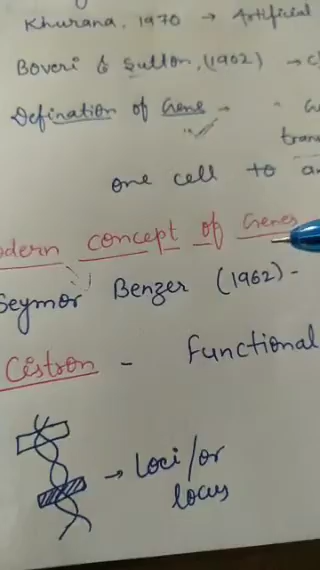 Khurana, 1970 → Artificial
Boveri & Sutton, (1902) →
Defination of Gene -
one cell to
concept of Genes
Seymor Benzer (1962) -
Cistron - Functional
→ Loci/or
locus